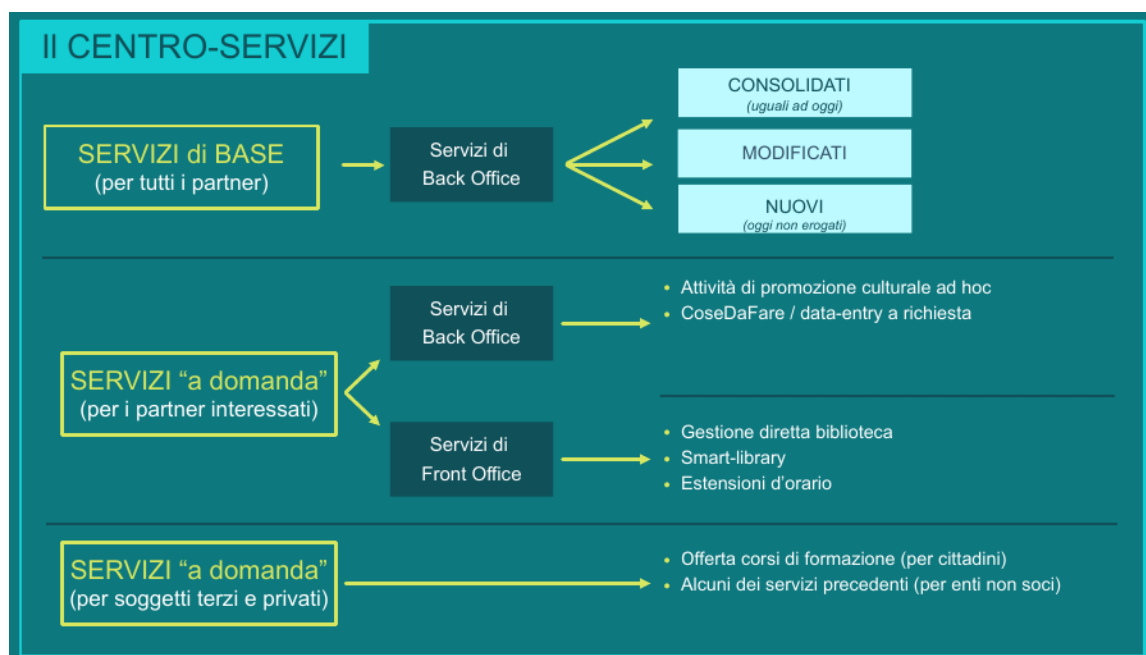 Il CENTRO-SERVIZI
SERVIZI di BASE
(per tutti i partner)
Servizi di
Back Office
CONSOLIDATI
(uguali ad oggi)
MODIFICATI
NUOVI
(oggi non erogati)
SERVIZI “a domanda”
(per i partner interessati)
Servizi di
Back Office
• Attività di promozione culturale ad hoc
• CoseDaFare / data-entry a richiesta
Servizi di
Front Office
• Gestione diretta biblioteca
• Smart-library
• Estensioni d’orario
SERVIZI “a domanda”
(per soggetti terzi e privati)
• Offerta corsi di formazione (per cittadini)
• Alcuni dei servizi precedenti (per enti non soci)